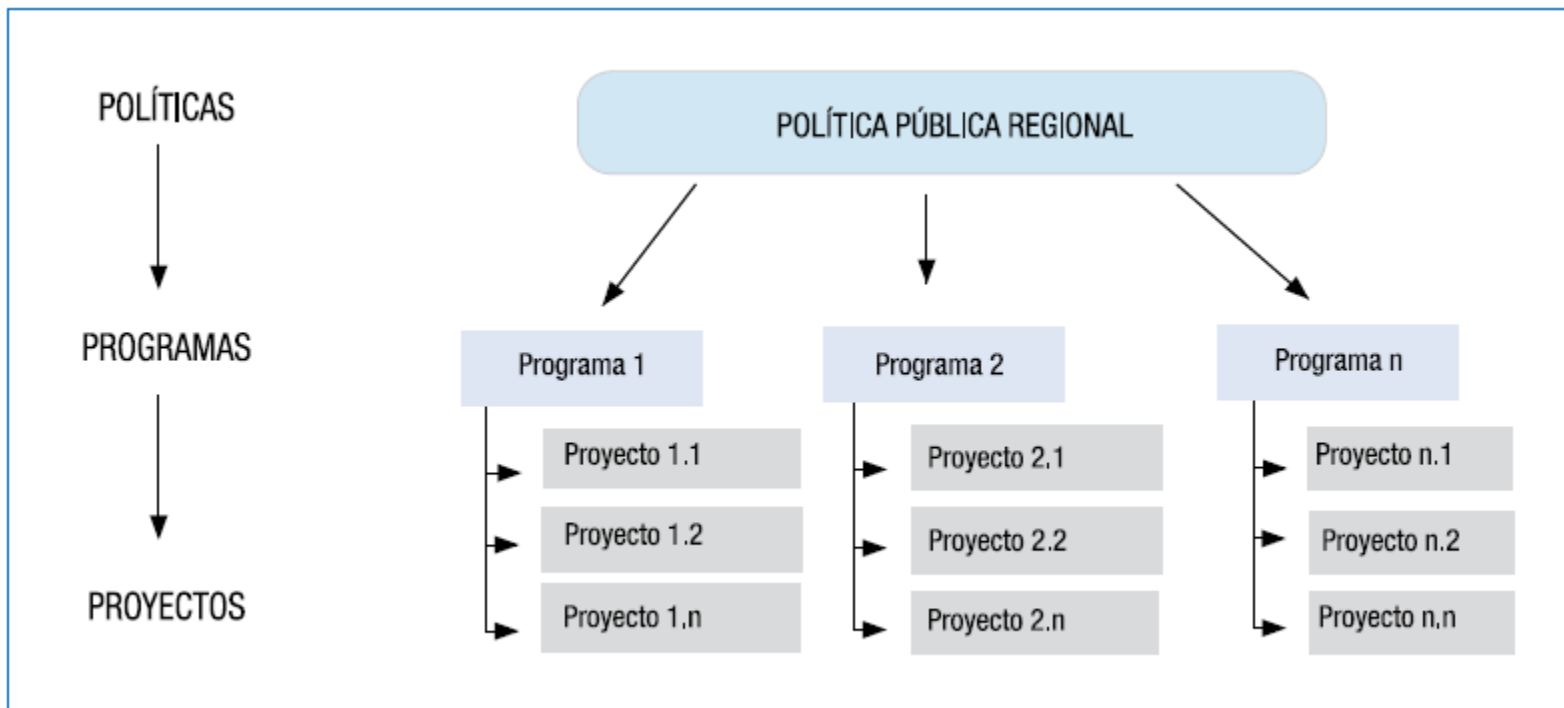 POLÍTICAS
POLÍTICA PÚBLICA REGIONAL
PROGRAMAS
Programa 1
Programa 2
Programa n
Proyecto 1.1
Proyecto 2.1
Proyecto n.1
Proyecto 1.2
Proyecto 2.2
Proyecto n.2
PROYECTOS
Proyecto 1.n
Proyecto 2.n
Proyecto n.n